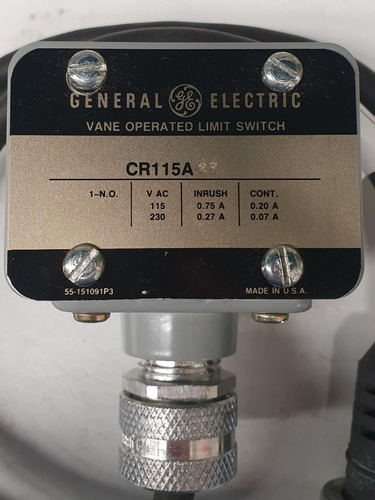 GENERAL GE ELECTRIC
VANE OPERATED LIMIT SWITCH
CR115A
1-N.O. V AC INRUSH CONT.
115 0.75 A 0.20 A
230 0.27 A 0.07 A
55-151091P3 MADE IN U.S.A.